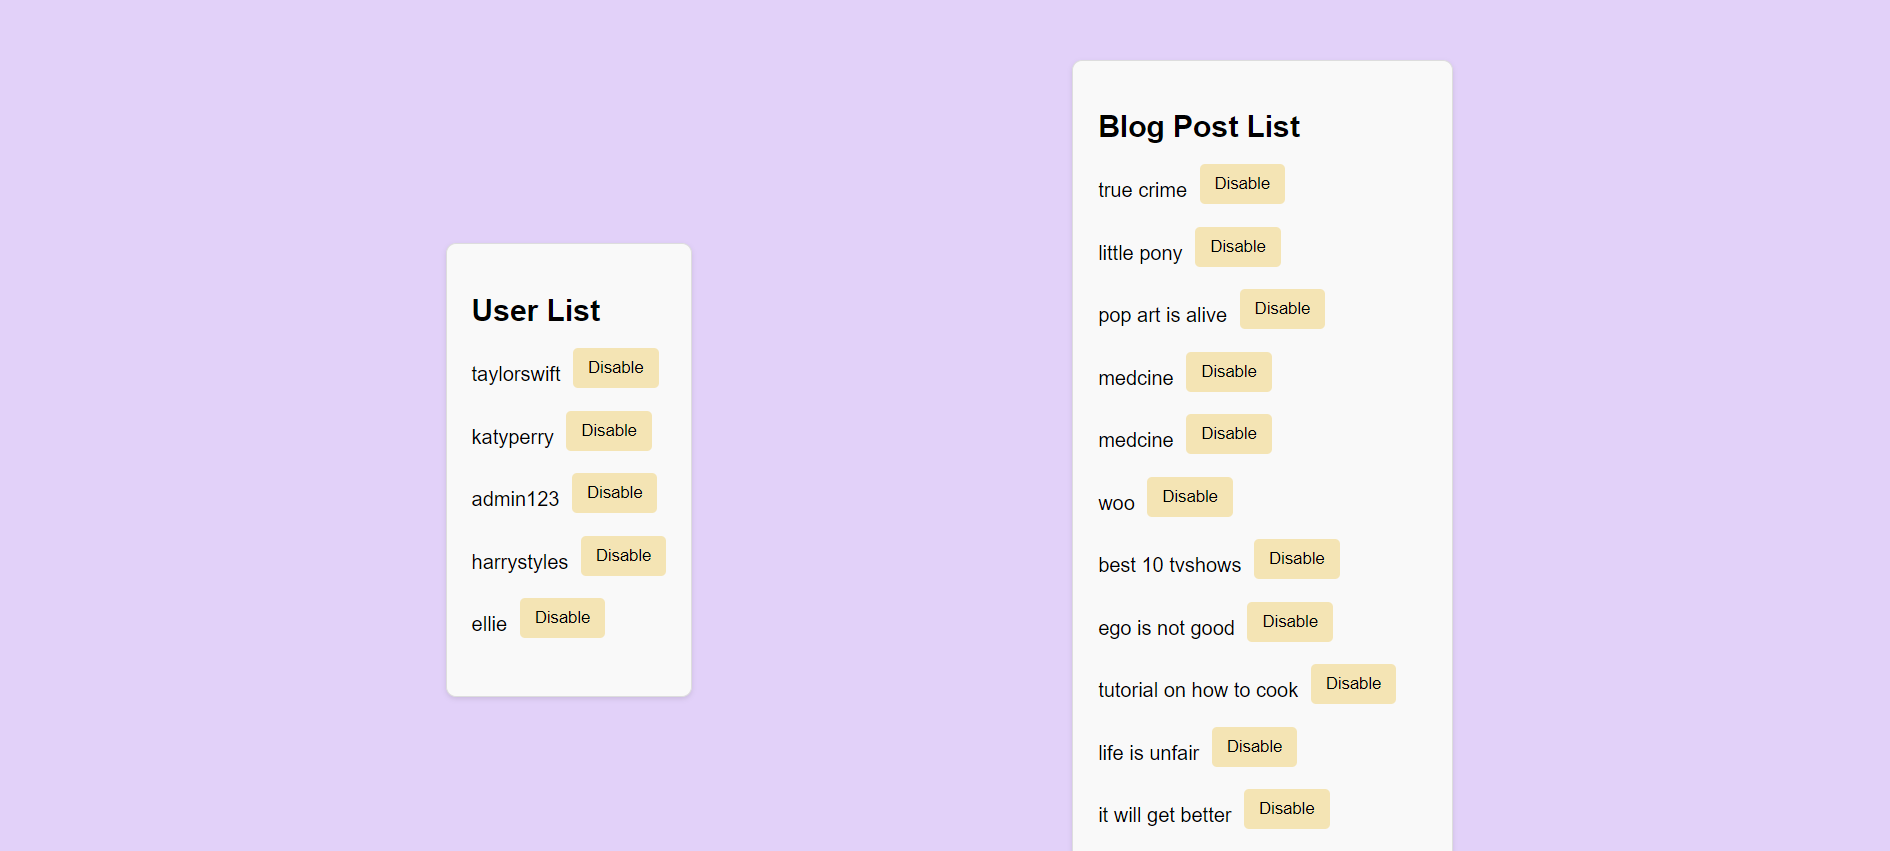 User List
taylorswift Disable
katyperry Disable
admin123 Disable
harrystyles Disable
ellie Disable
Blog Post List
true crime Disable
little pony Disable
pop art is alive Disable
medcine Disable
medcine Disable
woo Disable
best 10 tvshows Disable
ego is not good Disable
tutorial on how to cook Disable
life is unfair Disable
it will get better Disable